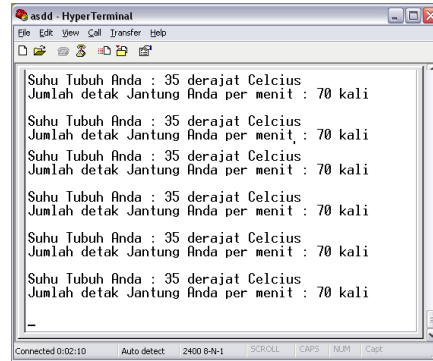 asdd - HyperTerminal
File Edit View Call Transfer Help
Suhu Tubuh Anda : 35 derajat Celcius
Jumlah detak Jantung Anda per menit : 70 kali
Suhu Tubuh Anda : 35 derajat Celcius
Jumlah detak Jantung Anda per menit : 70 kali
Suhu Tubuh Anda : 35 derajat Celcius
Jumlah detak Jantung Anda per menit : 70 kali
Suhu Tubuh Anda : 35 derajat Celcius
Jumlah detak Jantung Anda per menit : 70 kali
Suhu Tubuh Anda : 35 derajat Celcius
Jumlah detak Jantung Anda per menit : 70 kali
Suhu Tubuh Anda : 35 derajat Celcius
Jumlah detak Jantung Anda per menit : 70 kali
Connected 0:02:10 Auto detect 2400 8-N-1 SCROLL CAPS NUM Capt